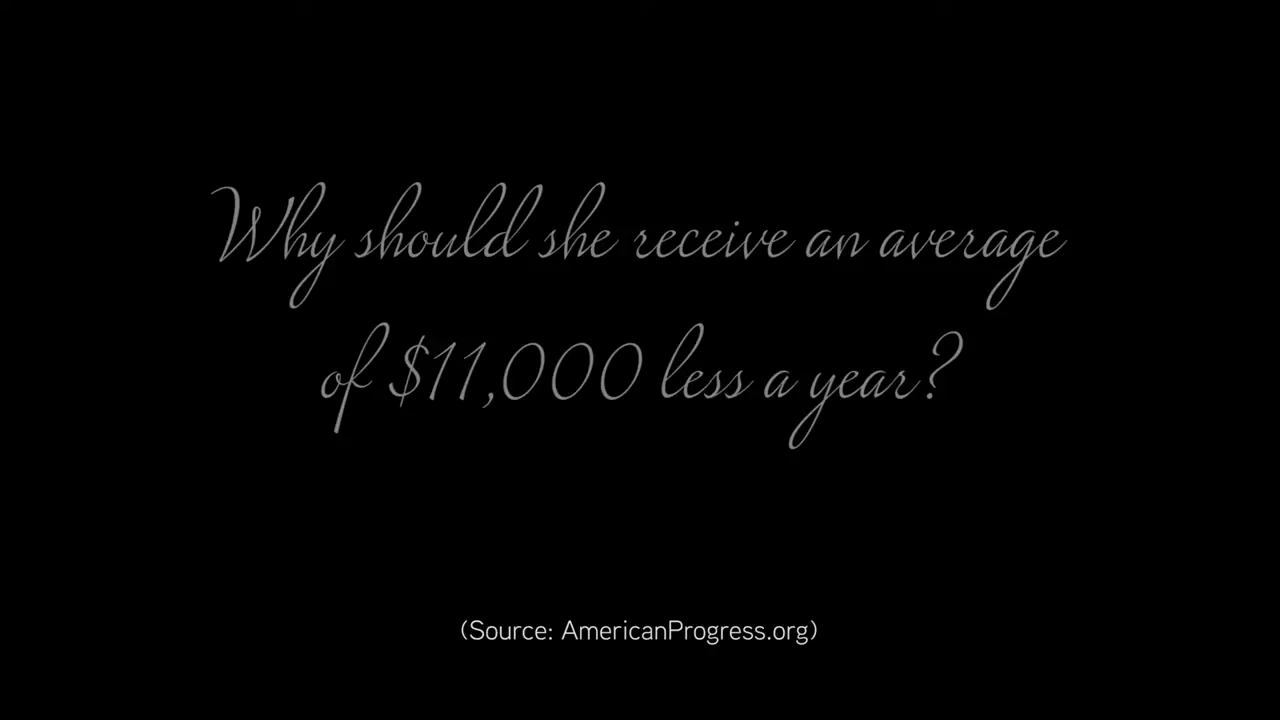 Why should she receive an average
of $11,000 less a year?
(Source: AmericanProgress.org)